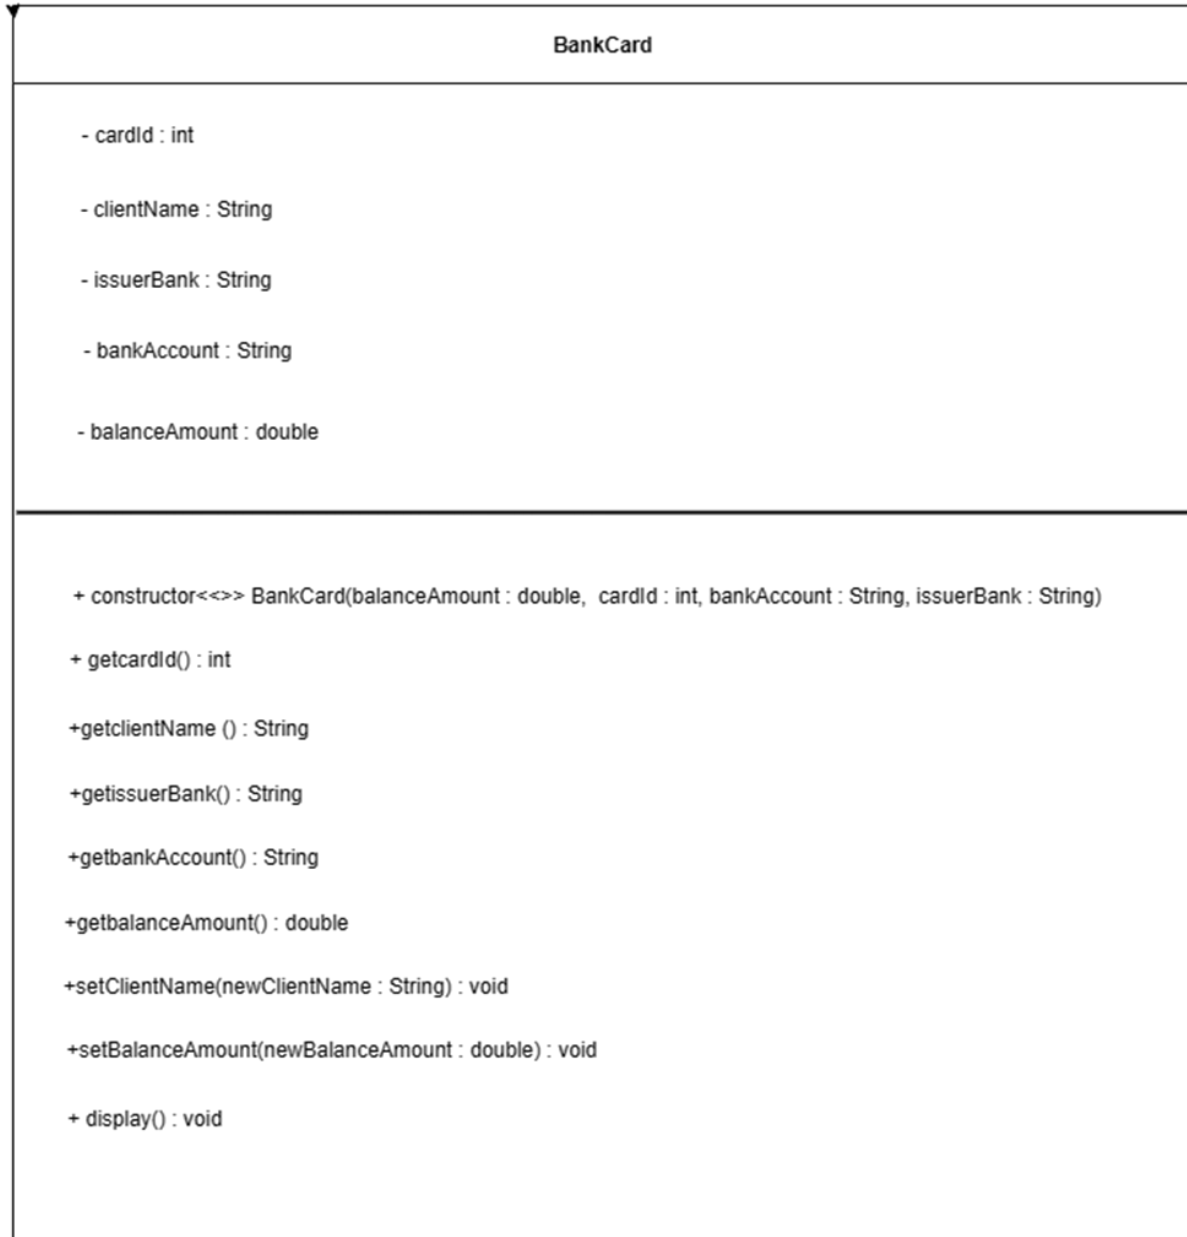 BankCard
- cardId : int
- clientName : String
- issuerBank : String
- bankAccount : String
- balanceAmount : double
+ constructor<<>> BankCard(balanceAmount : double,  cardId : int, bankAccount : String, issuerBank : String)
+ getcardId() : int
+getclientName () : String
+getissuerBank() : String
+getbankAccount() : String
+getbalanceAmount() : double
+setClientName(newClientName : String) : void
+setBalanceAmount(newBalanceAmount : double) : void
+ display() : void